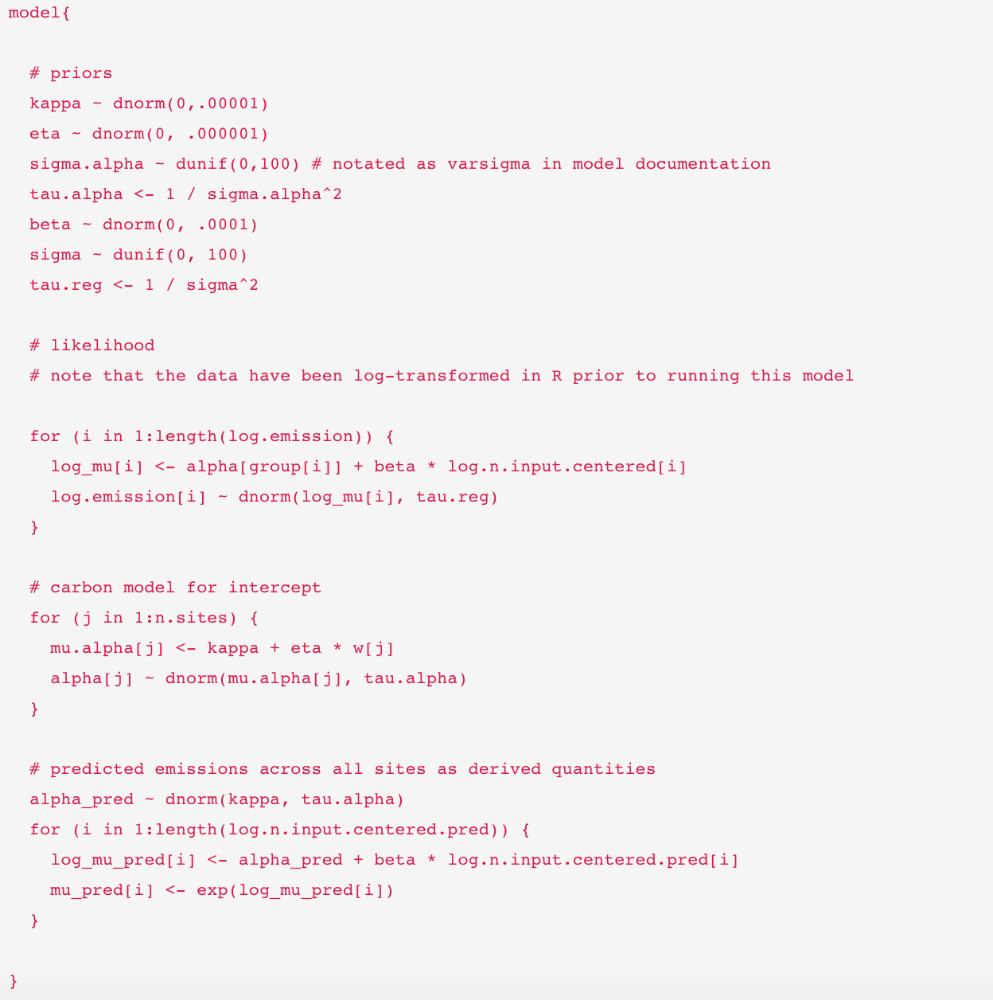 model{
# priors
kappa ~ dnorm(0,.00001)
eta ~ dnorm(0, .000001)
sigma.alpha ~ dunif(0,100) # notated as varsigma in model documentation
tau.alpha <- 1 / sigma.alpha^2
beta ~ dnorm(0, .0001)
sigma ~ dunif(0, 100)
tau.reg <- 1 / sigma^2
# likelihood
# note that the data have been log-transformed in R prior to running this model
for (i in 1:length(log.emission)) {
log_mu[i] <- alpha[group[i]] + beta * log.n.input.centered[i]
log.emission[i] ~ dnorm(log_mu[i], tau.reg)
}
# carbon model for intercept
for (j in 1:n.sites) {
mu.alpha[j] <- kappa + eta * w[j]
alpha[j] ~ dnorm(mu.alpha[j], tau.alpha)
}
# predicted emissions across all sites as derived quantities
alpha_pred ~ dnorm(kappa, tau.alpha)
for (i in 1:length(log.n.input.centered.pred)) {
log_mu_pred[i] <- alpha_pred + beta * log.n.input.centered.pred[i]
mu_pred[i] <- exp(log_mu_pred[i])
}
}